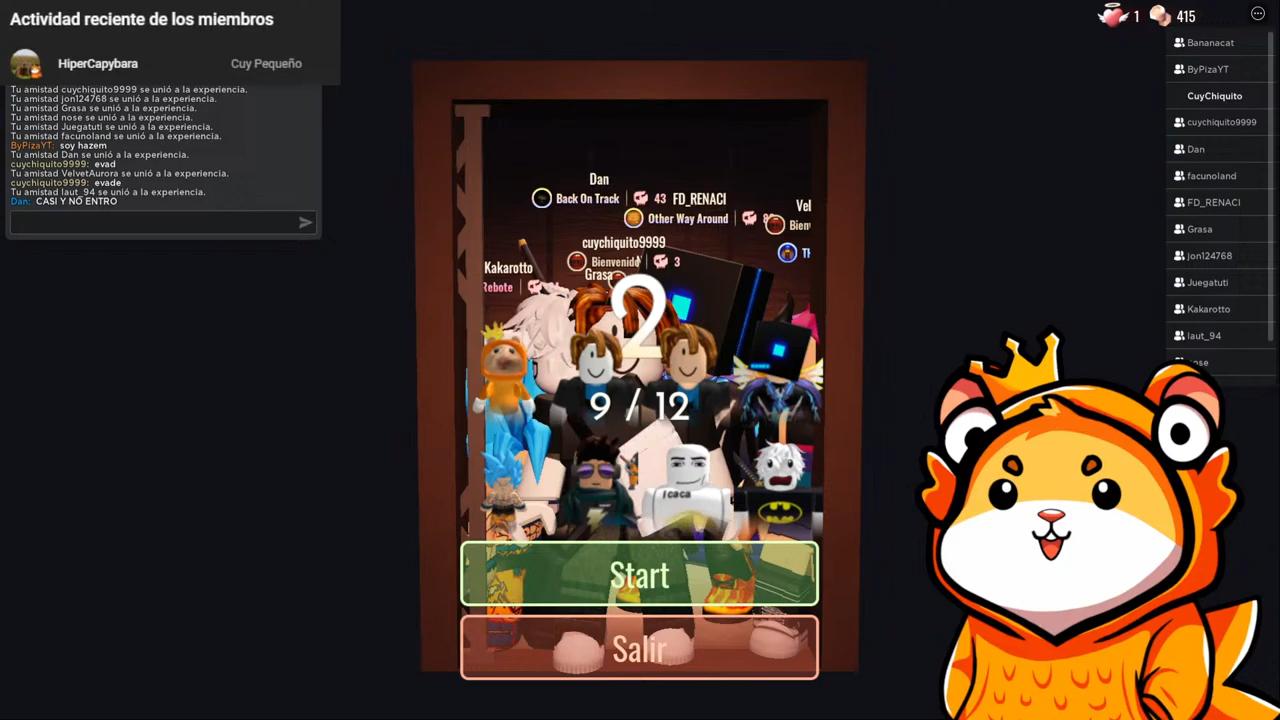 Actividad reciente de los miembros
HiperCapybara
Cuy Pequeño
Tu amistad cuychiquito9999 se unió a la experiencia.
Tu amistad jon124768 se unió a la experiencia.
Tu amistad Grasa se unió a la experiencia.
Tu amistad nose se unió a la experiencia.
Tu amistad Juegatuti se unió a la experiencia.
Tu amistad facunoland se unió a la experiencia.
ByPizaYT: soy hazem
Tu amistad Dan se unió a la experiencia.
cuychiquito9999: evad
Tu amistad VelvetAurora se unió a la experiencia.
cuychiquito9999: evade
Tu amistad laut_94 se unió a la experiencia.
Dan: CASI Y NO ENTRO
Dan
Back On Track 43
FD_RENACI
Other Way Around
Vel
Bien
Th
cuychiquito9999
Bienvenido 3
Grasa
Kakarotto
Rebote
2
9 / 12
caca
Start
Salir
1
415
Bananacat
ByPizaYT
CuyChiquito
cuychiquito9999
Dan
facunoland
FD_RENACI
Grasa
jon124768
Juegatuti
Kakarotto
laut_94